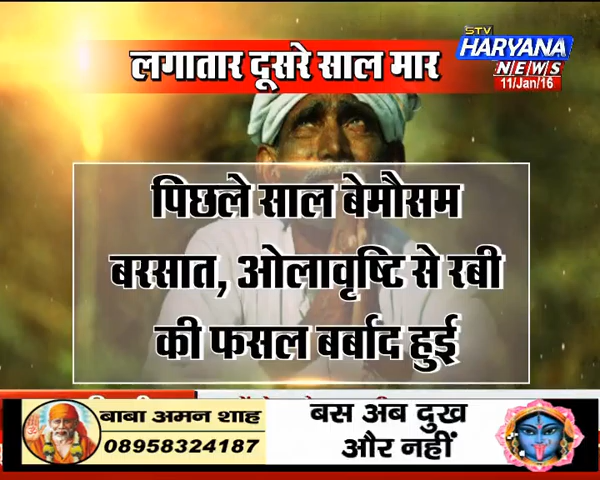 लगातार दूसरे साल मार
STV
HARYANA
NEWS
11/Jan/16
पिछले साल बेमौसम
बरसात, ओलावृष्टि से रबी
की फसल बर्बाद हुई
बाबा अमन शाह
08958324187
बस अब दुख
और नहीं